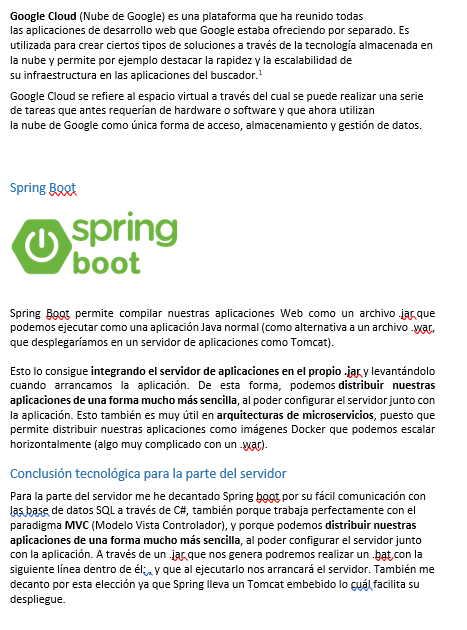 Google Cloud (Nube de Google) es una plataforma que ha reunido todas
las aplicaciones de desarrollo web que Google estaba ofreciendo por separado. Es
utilizada para crear ciertos tipos de soluciones a través de la tecnología almacenada en
la nube y permite por ejemplo destacar la rapidez y la escalabilidad de
su infraestructura en las aplicaciones del buscador.1
Google Cloud se refiere al espacio virtual a través del cual se puede realizar una serie
de tareas que antes requerían de hardware o software y que ahora utilizan
la nube de Google como única forma de acceso, almacenamiento y gestión de datos.
Spring Boot
spring
boot
Spring Boot permite compilar nuestras aplicaciones Web como un archivo .jar que
podemos ejecutar como una aplicación Java normal (como alternativa a un archivo .war,
que desplegaríamos en un servidor de aplicaciones como Tomcat).
Esto lo consigue integrando el servidor de aplicaciones en el propio .jar y levantándolo
cuando arrancamos la aplicación. De esta forma, podemos distribuir nuestras
aplicaciones de una forma mucho más sencilla, al poder configurar el servidor junto con
la aplicación. Esto también es muy útil en arquitecturas de microservicios, puesto que
permite distribuir nuestras aplicaciones como imágenes Docker que podemos escalar
horizontalmente (algo muy complicado con un .war).
Conclusión tecnológica para la parte del servidor
Para la parte del servidor me he decantado Spring boot por su fácil comunicación con
las base de datos SQL a través de C#, también porque trabaja perfectamente con el
paradigma MVC (Modelo Vista Controlador), y porque podemos distribuir nuestras
aplicaciones de una forma mucho más sencilla, al poder configurar el servidor junto
con la aplicación. A través de un .jar que nos genera podremos realizar un .bat con la
siguiente línea dentro de él: , y que al ejecutarlo nos arrancará el servidor. También me
decanto por esta elección ya que Spring lleva un Tomcat embebido lo cuál facilita su
despliegue.